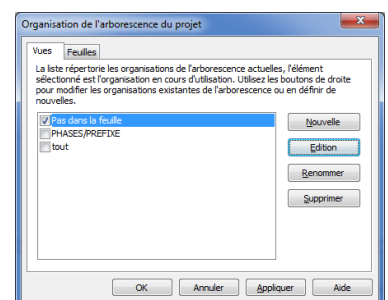 Organisation de l'arborescence du projet
Vues
Feuilles
La liste répertorie les organisations de l'arborescence actuelles, l'élément
sélectionné est l'organisation en cours d'utilisation. Utilisez les boutons de droite
pour modifier les organisations existantes de l'arborescence ou en définir de
nouvelles.
Pas dans la feuille
PHASES/PREFIXE
tout
Nouvelle
Edition
Renommer
Supprimer
OK
Annuler
Appliquer
Aide